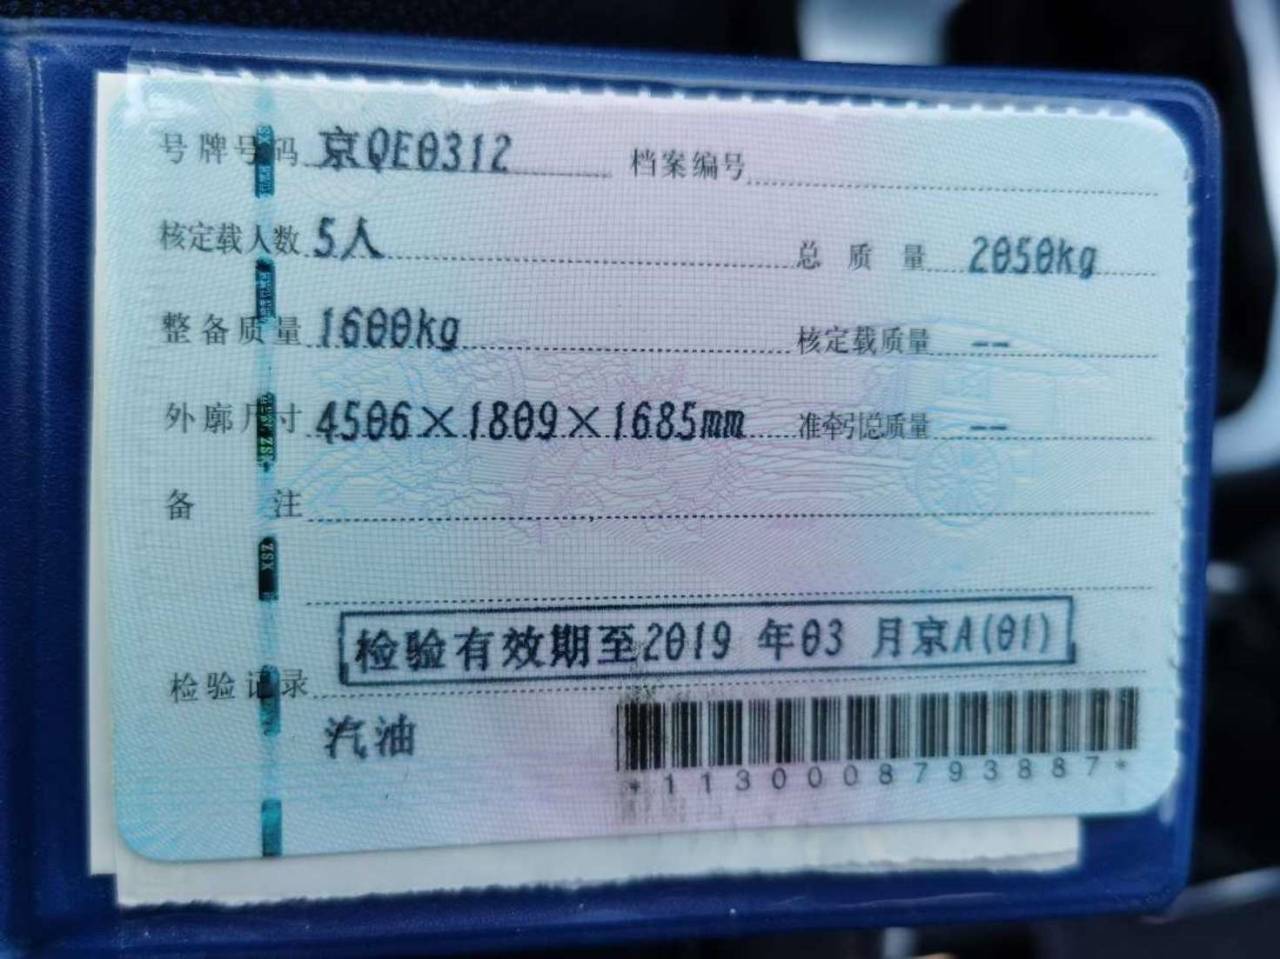 号牌号码 京QE0312 档案编号
核定载人数 5人 总质量 2050kg
整备质量 1600kg 核定载质量 --
外廓尺寸 4506×1809×1685mm 准牵引总质量 --
备注
检验有效期至2019年03月京A(01)
检验记录
汽油
*1130008793887*
XSZ